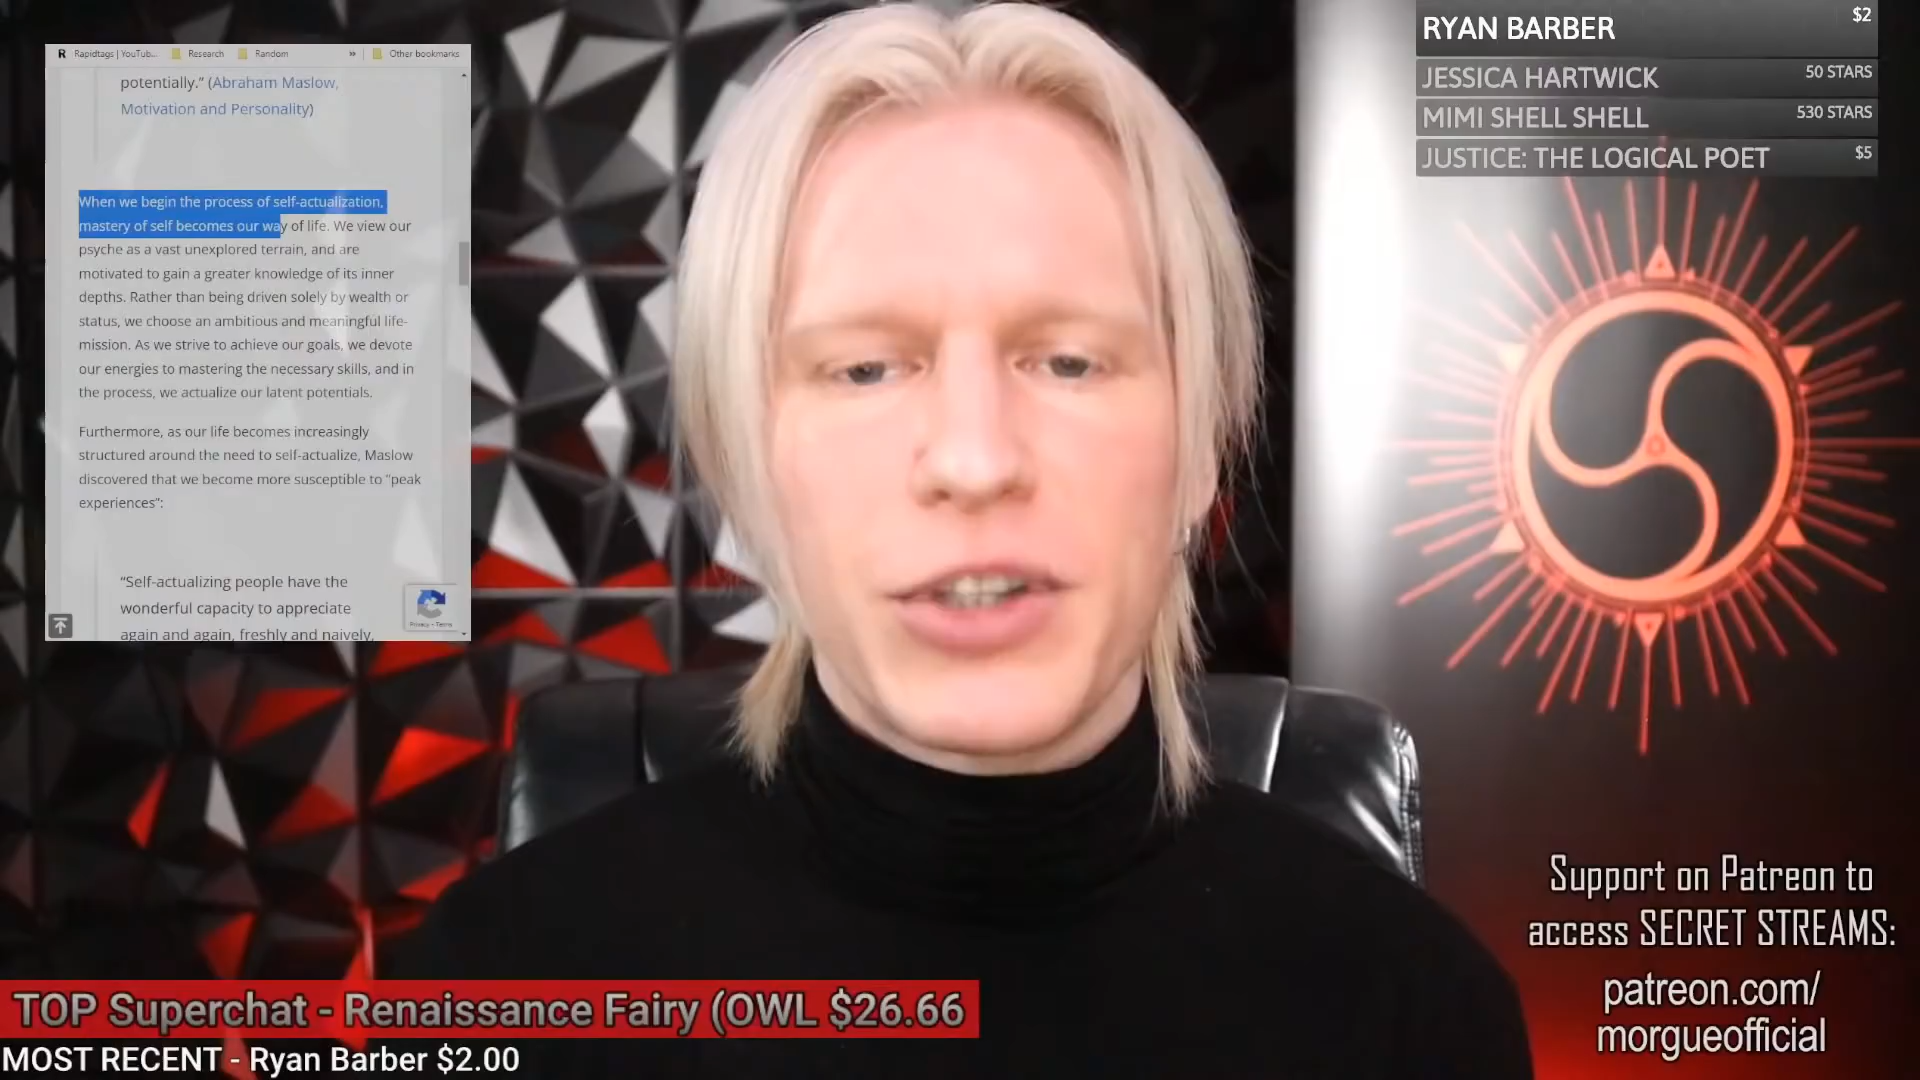 Rapidtags | YouTub...
Research
Random
»
Other bookmarks
potentially.” (Abraham Maslow,
Motivation and Personality)
When we begin the process of self-actualization,
mastery of self becomes our way of life. We view our
psyche as a vast unexplored terrain, and are
motivated to gain a greater knowledge of its inner
depths. Rather than being driven solely by wealth or
status, we choose an ambitious and meaningful life-
mission. As we strive to achieve our goals, we devote
our energies to mastering the necessary skills, and in
the process, we actualize our latent potentials.
Furthermore, as our life becomes increasingly
structured around the need to self-actualize, Maslow
discovered that we become more susceptible to “peak
experiences”:
“Self-actualizing people have the
wonderful capacity to appreciate
again and again, freshly and naively,
Privacy - Terms
RYAN BARBER $2
JESSICA HARTWICK 50 STARS
MIMI SHELL SHELL 530 STARS
JUSTICE: THE LOGICAL POET $5
Support on Patreon to
access SECRET STREAMS:
patreon.com/
morgueofficial
TOP Superchat - Renaissance Fairy (OWL $26.66
MOST RECENT - Ryan Barber $2.00